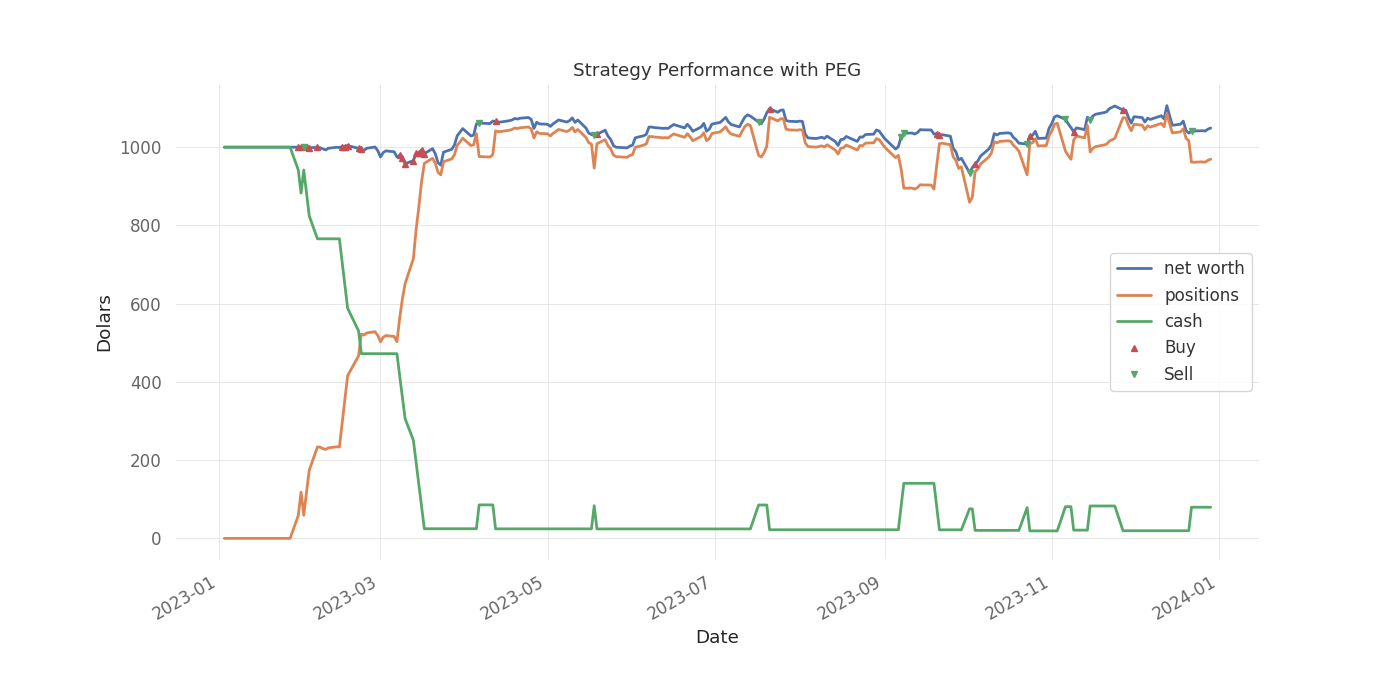 Strategy Performance with PEG
1000
800
600
400
200
0
Dolars
net worth
positions
cash
Buy
Sell
2023-01
2023-03
2023-05
2023-07
2023-09
2023-11
2024-01
Date